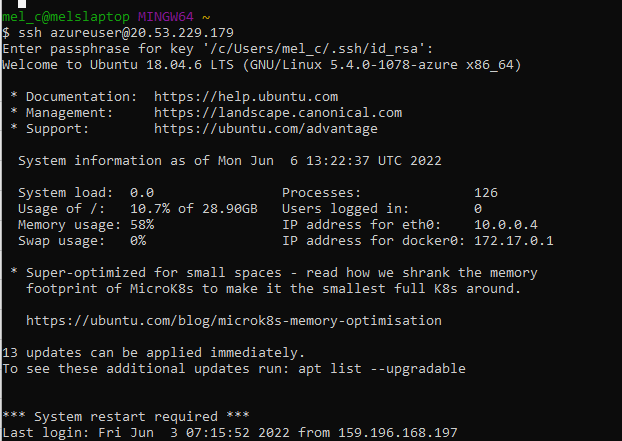 mel_c@melslaptop MINGW64 ~
$ ssh azureuser@20.53.229.179
Enter passphrase for key '/c/Users/mel_c/.ssh/id_rsa':
Welcome to Ubuntu 18.04.6 LTS (GNU/Linux 5.4.0-1078-azure x86_64)

 * Documentation:  https://help.ubuntu.com
 * Management:     https://landscape.canonical.com
 * Support:        https://ubuntu.com/advantage

  System information as of Mon Jun  6 13:22:37 UTC 2022

  System load:  0.0                Processes:              126
  Usage of /:   10.7% of 28.90GB   Users logged in:        0
  Memory usage: 58%                IP address for eth0:    10.0.0.4
  Swap usage:   0%                 IP address for docker0: 172.17.0.1

 * Super-optimized for small spaces - read how we shrank the memory
   footprint of MicroK8s to make it the smallest full K8s around.

   https://ubuntu.com/blog/microk8s-memory-optimisation

13 updates can be applied immediately.
To see these additional updates run: apt list --upgradable


*** System restart required ***
Last login: Fri Jun  3 07:15:52 2022 from 159.196.168.197